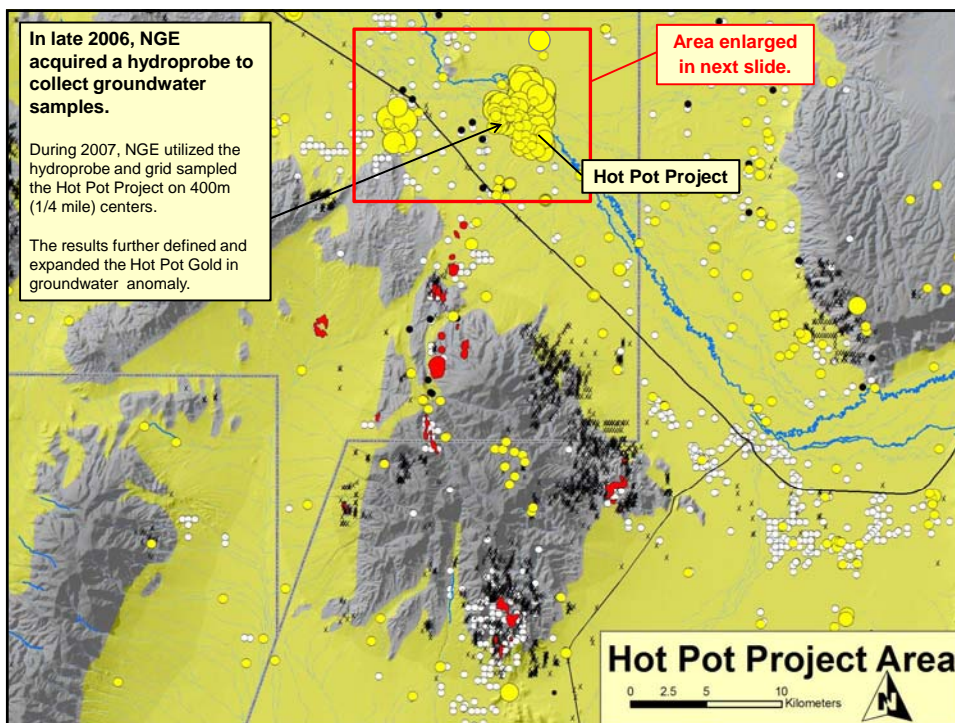 In late 2006, NGE
acquired a hydroprobe to
collect groundwater
samples.
During 2007, NGE utilized the
hydroprobe and grid sampled
the Hot Pot Project on 400m
(1/4 mile) centers.
The results further defined and
expanded the Hot Pot Gold in
groundwater anomaly.
Area enlarged
in next slide.
Hot Pot Project
Hot Pot Project Area
0 2.5 5 10
Kilometers
N